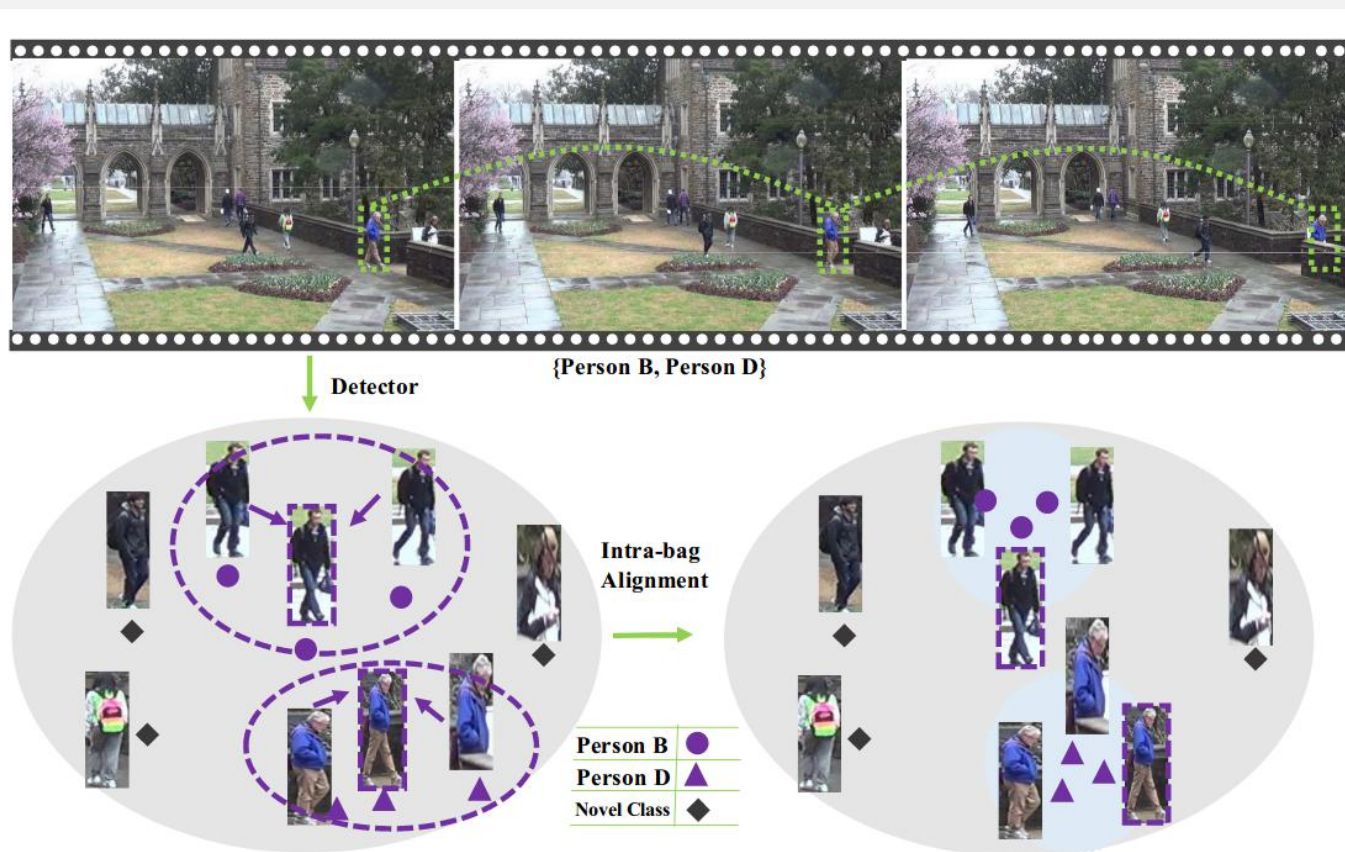 {Person B, Person D}
Detector
Intra-bag
Alignment
Person B
Person D
Novel Class